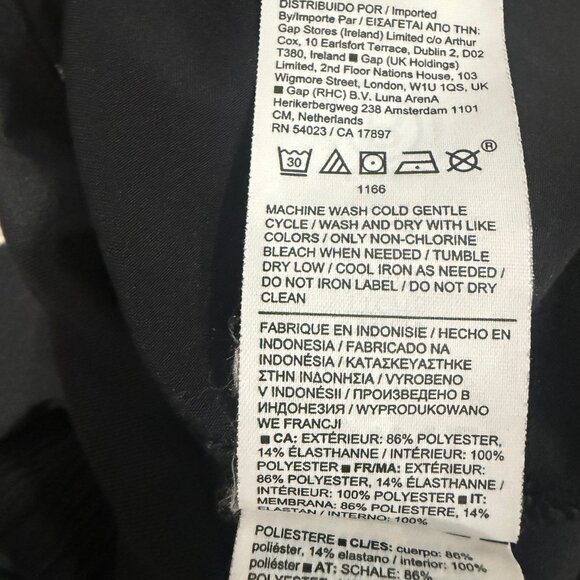 DISTRIBUIDO POR / Imported
By/Importe Par / ΕΙΣΑΓΕΤΑΙ ΑΠΟ ΤΗΝ:
Gap Stores (Ireland) Limited c/o Arthur
Cox, 10 Earlsfort Terrace, Dublin 2, D02
T380, Ireland ■ Gap (UK Holdings)
Limited, 2nd Floor Nations House, 103
Wigmore Street, London, W1U 1QS, UK
■ Gap (RHC) B.V. Luna ArenA
Herikerbergweg 238 Amsterdam 1101
CM, Netherlands
RN 54023 / CA 17897
30 ®
1166
MACHINE WASH COLD GENTLE
CYCLE / WASH AND DRY WITH LIKE
COLORS / ONLY NON-CHLORINE
BLEACH WHEN NEEDED / TUMBLE
DRY LOW / COOL IRON AS NEEDED /
DO NOT IRON LABEL / DO NOT DRY
CLEAN
FABRIQUE EN INDONISIE / HECHO EN
INDONESIA / FABRICADO NA
INDONÉSIA / ΚΑΤΑΣΚΕΥΑΣΤΗΚΕ
ΣΤΗΝ ΙΝΔΟΝΗΣΙΑ / VYROBENO
V INDONÉSII / ПРОИЗВЕДЕНО В
ИНДОНЕЗИЯ / WYPRODUKOWANO
WE FRANCJI
■ CA: EXTÉRIEUR: 86% POLYESTER,
14% ÉLASTHANNE / INTÉRIEUR: 100%
POLYESTER ■ FR/MA: EXTÉRIEUR:
86% POLYESTER, 14% ÉLASTHANNE /
INTÉRIEUR: 100% POLYESTER ■ IT:
MEMBRANA: 86% POLIESTERE, 14%
ELASTAN / INTERNO: 100%
POLIESTERE ■ CL/ES: cuerpo: 86%
poliéster, 14% elastano / interior: 100%
poliéster ■ AT: SCHALE: 86%